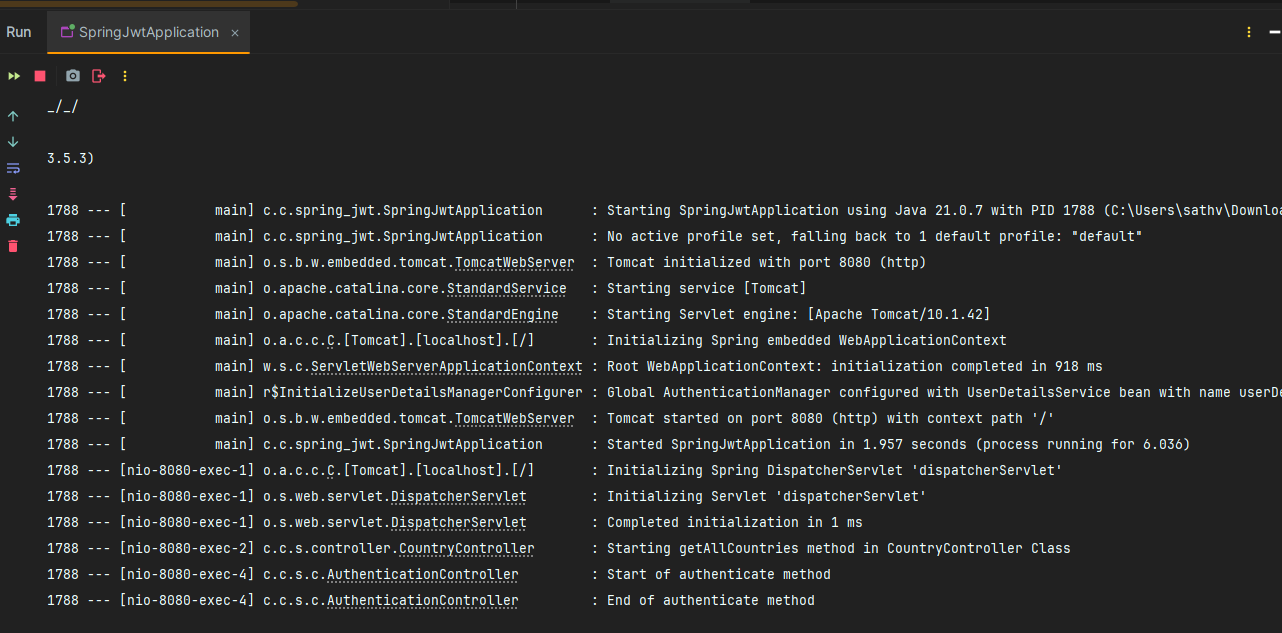 Run SpringJwtApplication
_/_/
3.5.3)
1788 --- [           main] c.c.spring_jwt.SpringJwtApplication      : Starting SpringJwtApplication using Java 21.0.7 with PID 1788 (C:\Users\sathv\Downloa
1788 --- [           main] c.c.spring_jwt.SpringJwtApplication      : No active profile set, falling back to 1 default profile: "default"
1788 --- [           main] o.s.b.w.embedded.tomcat.TomcatWebServer  : Tomcat initialized with port 8080 (http)
1788 --- [           main] o.apache.catalina.core.StandardService   : Starting service [Tomcat]
1788 --- [           main] o.apache.catalina.core.StandardEngine    : Starting Servlet engine: [Apache Tomcat/10.1.42]
1788 --- [           main] o.a.c.c.C.[Tomcat].[localhost].[/]       : Initializing Spring embedded WebApplicationContext
1788 --- [           main] w.s.c.ServletWebServerApplicationContext : Root WebApplicationContext: initialization completed in 918 ms
1788 --- [           main] r$InitializeUserDetailsManagerConfigurer : Global AuthenticationManager configured with UserDetailsService bean with name userDe
1788 --- [           main] o.s.b.w.embedded.tomcat.TomcatWebServer  : Tomcat started on port 8080 (http) with context path '/'
1788 --- [           main] c.c.spring_jwt.SpringJwtApplication      : Started SpringJwtApplication in 1.957 seconds (process running for 6.036)
1788 --- [nio-8080-exec-1] o.a.c.c.C.[Tomcat].[localhost].[/]       : Initializing Spring DispatcherServlet 'dispatcherServlet'
1788 --- [nio-8080-exec-1] o.s.web.servlet.DispatcherServlet        : Initializing Servlet 'dispatcherServlet'
1788 --- [nio-8080-exec-1] o.s.web.servlet.DispatcherServlet        : Completed initialization in 1 ms
1788 --- [nio-8080-exec-2] c.c.s.controller.CountryController       : Starting getAllCountries method in CountryController Class
1788 --- [nio-8080-exec-4] c.c.s.c.AuthenticationController         : Start of authenticate method
1788 --- [nio-8080-exec-4] c.c.s.c.AuthenticationController         : End of authenticate method